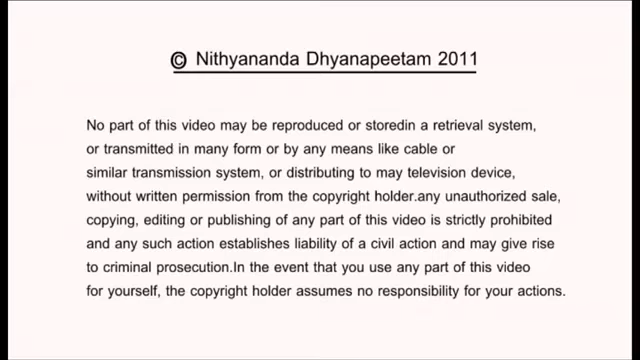 © Nithyananda Dhyanapeetam 2011
No part of this video may be reproduced or storedin a retrieval system,
or transmitted in many form or by any means like cable or
similar transmission system, or distributing to may television device,
without written permission from the copyright holder.any unauthorized sale,
copying, editing or publishing of any part of this video is strictly prohibited
and any such action establishes liability of a civil action and may give rise
to criminal prosecution.In the event that you use any part of this video
for yourself, the copyright holder assumes no responsibility for your actions.